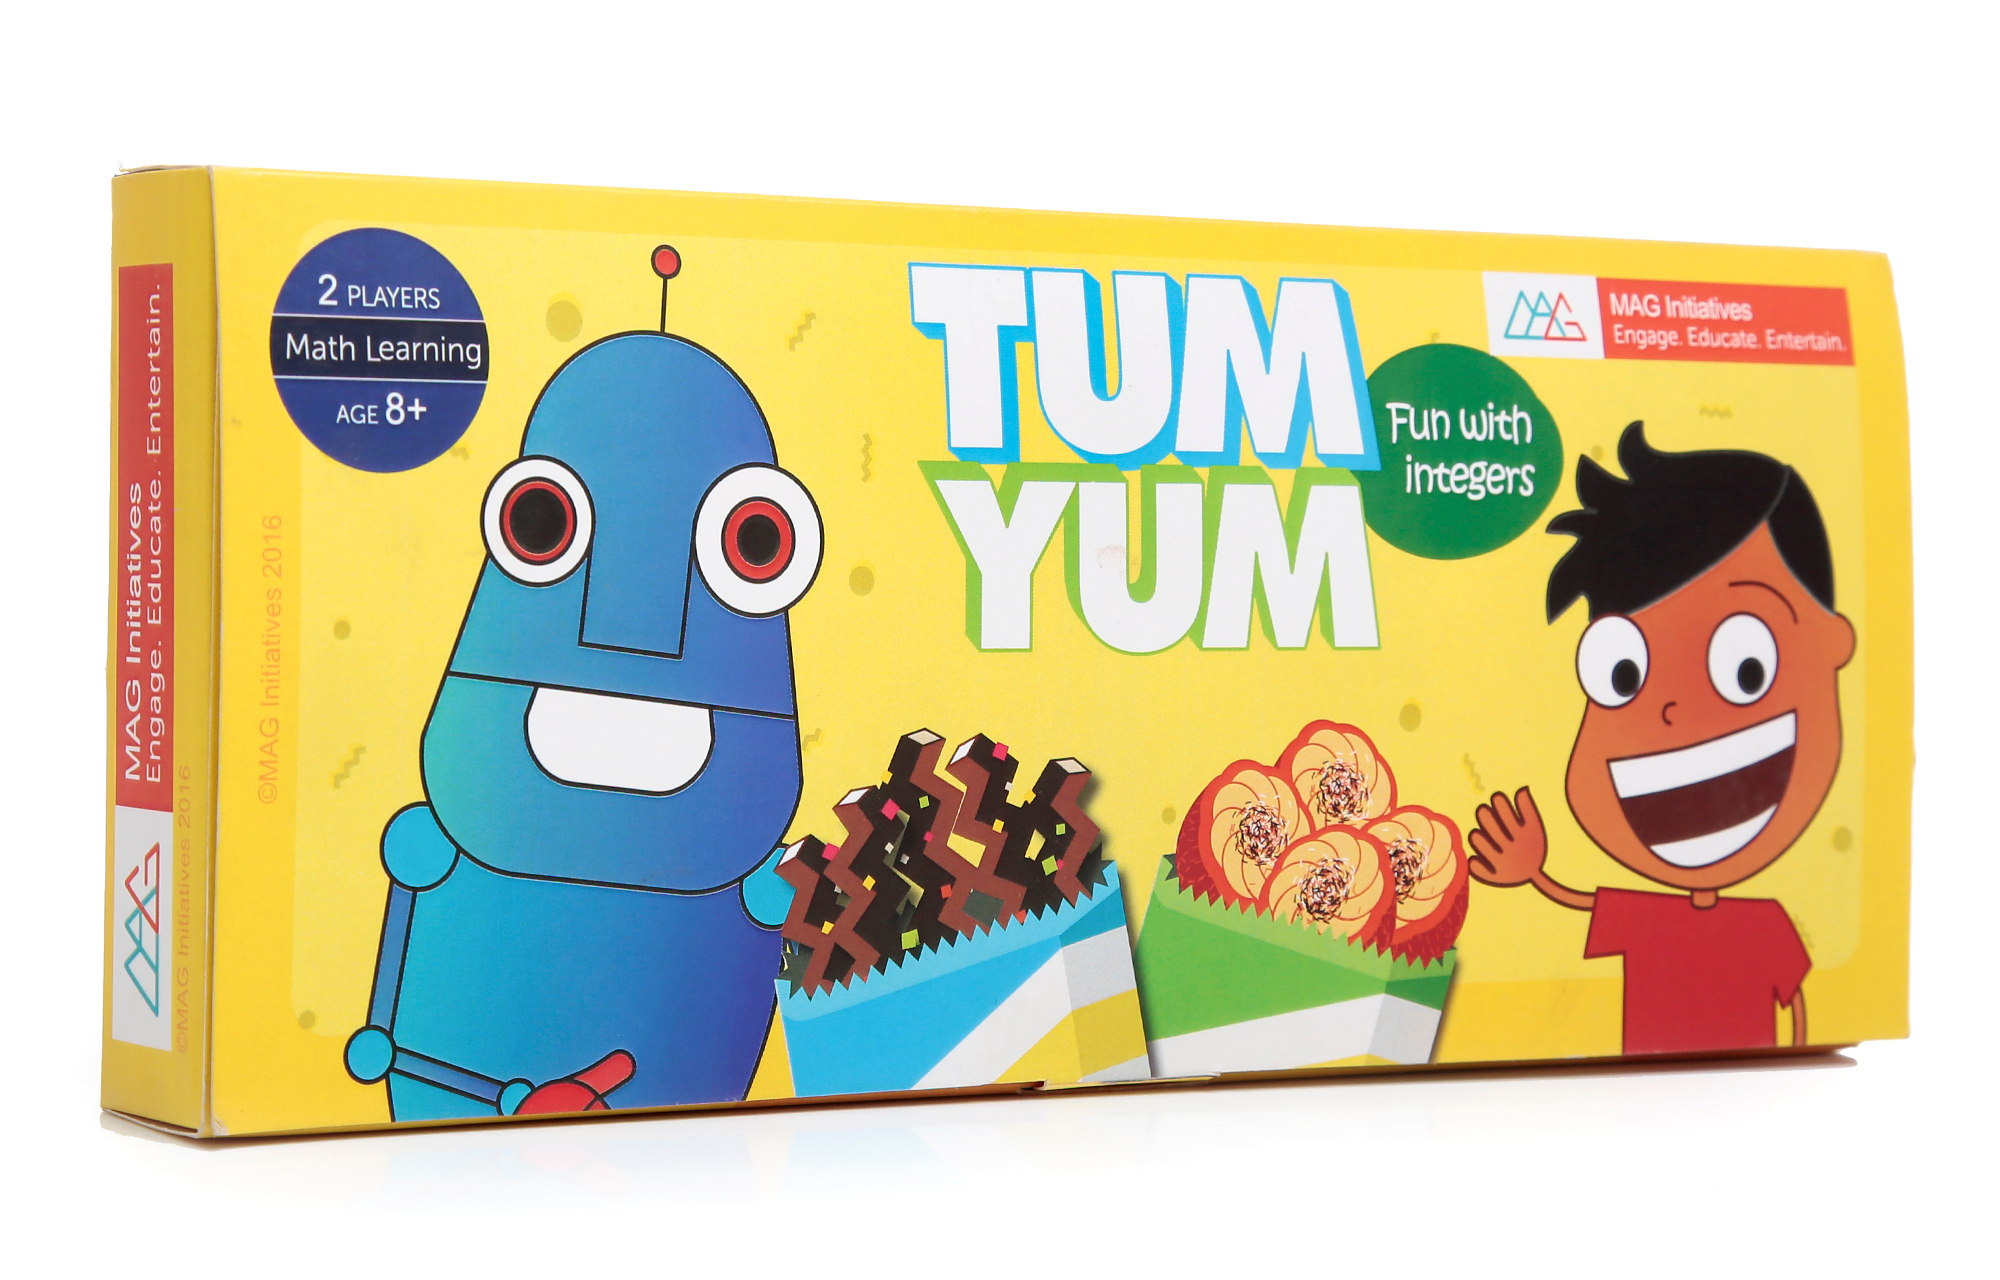 2 PLAYERS
Math Learning
AGE 8+
TUM
YUM
Fun with
integers
MAG Initiatives
Engage. Educate. Entertain.
©MAG Initiatives 2016
MAG Initiatives
Engage. Educate. Entertain.
©MAG Initiatives 2016